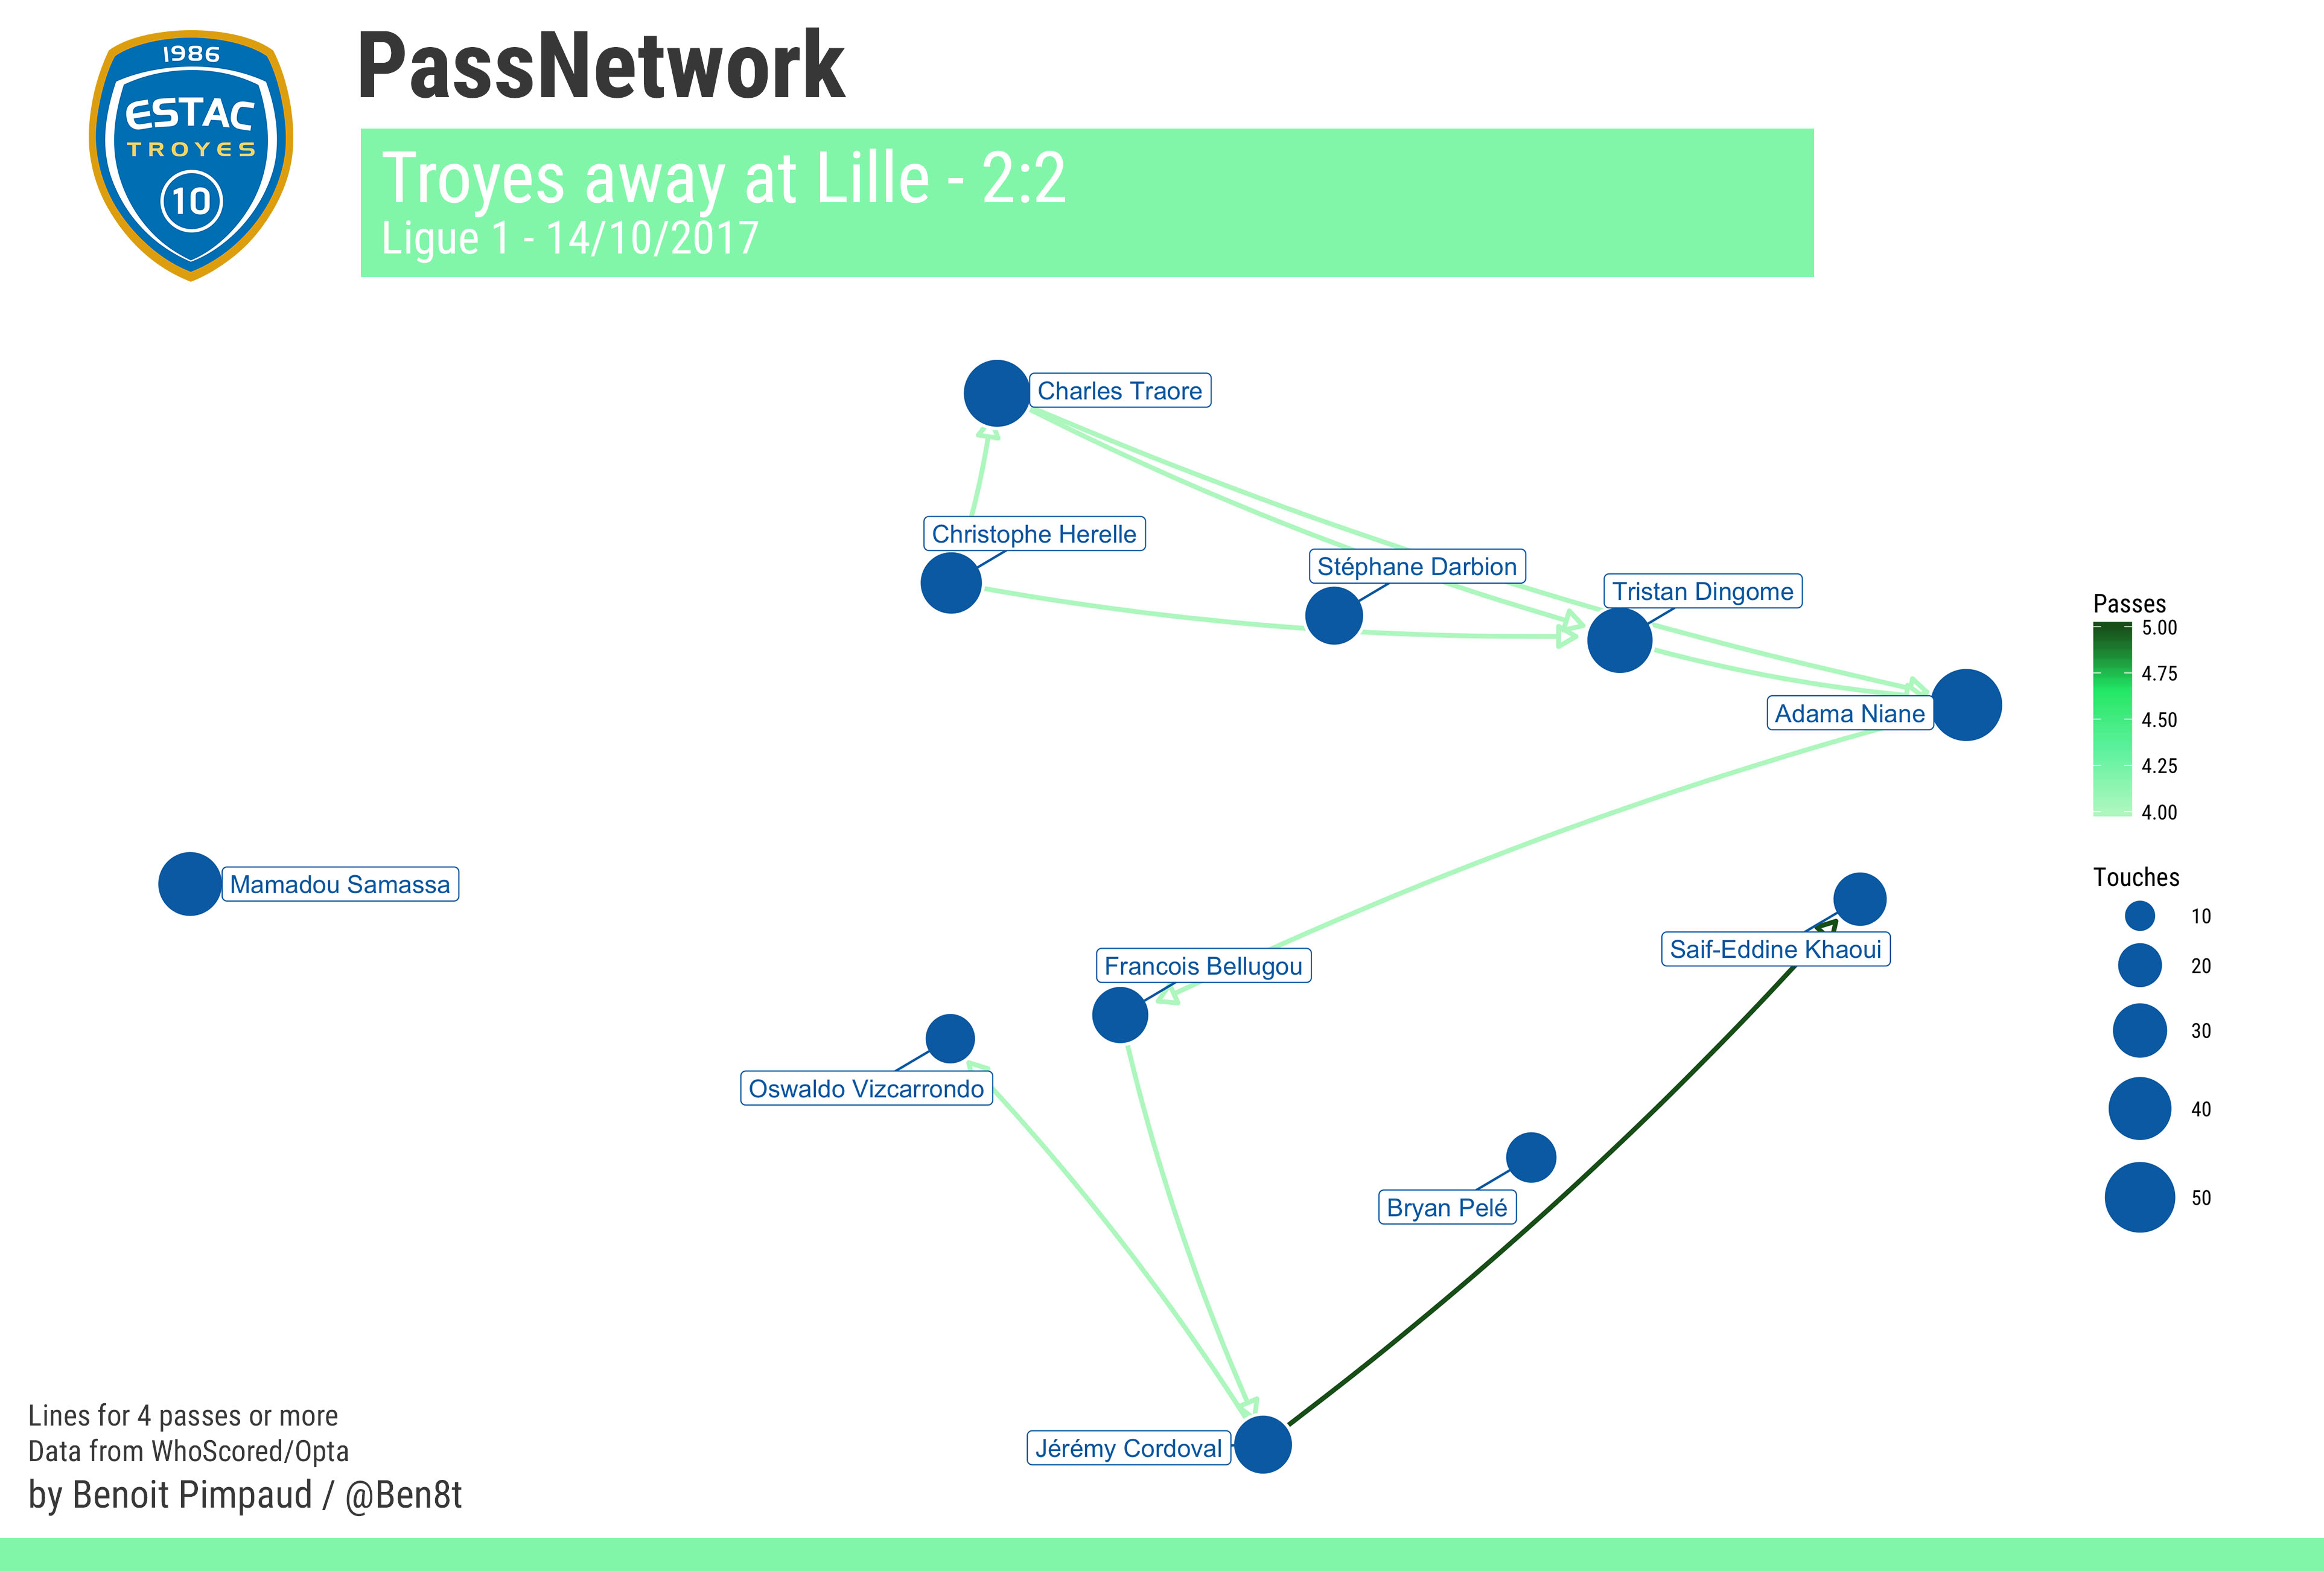 1986
ESTAC
TROYES
10
PassNetwork
Troyes away at Lille - 2:2
Ligue 1 - 14/10/2017
Charles Traore
Christophe Herelle
Stéphane Darbion
Tristan Dingome
Adama Niane
Mamadou Samassa
Francois Bellugou
Saif-Eddine Khaoui
Oswaldo Vizcarrondo
Bryan Pelé
Jérémy Cordoval
Passes
5.00
4.75
4.50
4.25
4.00
Touches
10
20
30
40
50
Lines for 4 passes or more
Data from WhoScored/Opta
by Benoit Pimpaud / @Ben8t